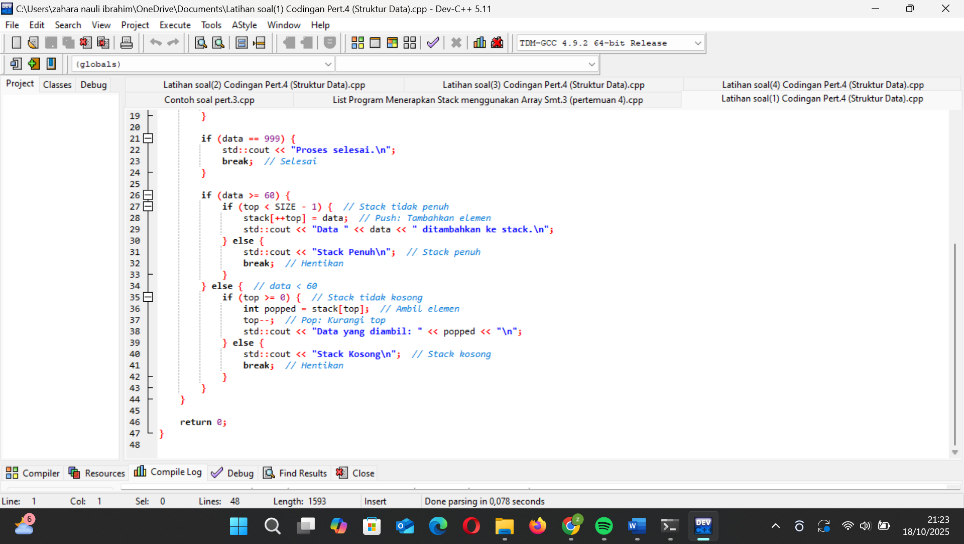 C:\Users\zahara nauli ibrahim\OneDrive\Documents\Latihan soal(1) Codingan Pert.4 (Struktur Data).cpp - Dev-C++ 5.11
File Edit Search View Project Execute Tools AStyle Window Help
TDM-GCC 4.9.2 64-bit Release
(globals)
Project Classes Debug
Latihan soal(2) Codingan Pert.4 (Struktur Data).cpp Latihan soal(3) Codingan Pert.4 (Struktur Data).cpp Latihan soal(4) Codingan Pert.4 (Struktur Data).cpp
Contoh soal pert.3.cpp List Program Menerapkan Stack menggunakan Array Smt.3 (pertemuan 4).cpp Latihan soal(1) Codingan Pert.4 (Struktur Data).cpp
19 }
20
21 if (data == 999) {
22 std::cout << "Proses selesai.\n";
23 break; // Selesai
24 }
25
26 if (data >= 60) {
27 if (top < SIZE - 1) { // Stack tidak penuh
28 stack[++top] = data; // Push: Tambahkan elemen
29 std::cout << "Data " << data << " ditambahkan ke stack.\n";
30 } else {
31 std::cout << "Stack Penuh\n"; // Stack penuh
32 break; // Hentikan
33 }
34 } else { // data < 60
35 if (top >= 0) { // Stack tidak kosong
36 int popped = stack[top]; // Ambil elemen
37 top--; // Pop: Kurangi top
38 std::cout << "Data yang diambil: " << popped << "\n";
39 } else {
40 std::cout << "Stack Kosong\n"; // Stack kosong
41 break; // Hentikan
42 }
43 }
44 }
45
46 return 0;
47 }
48
Compiler Resources Compile Log Debug Find Results Close
Line: 1 Col: 1 Sel: 0 Lines: 48 Length: 1593 Insert Done parsing in 0,078 seconds
6
Z
W
DEV
21:23
18/10/2025